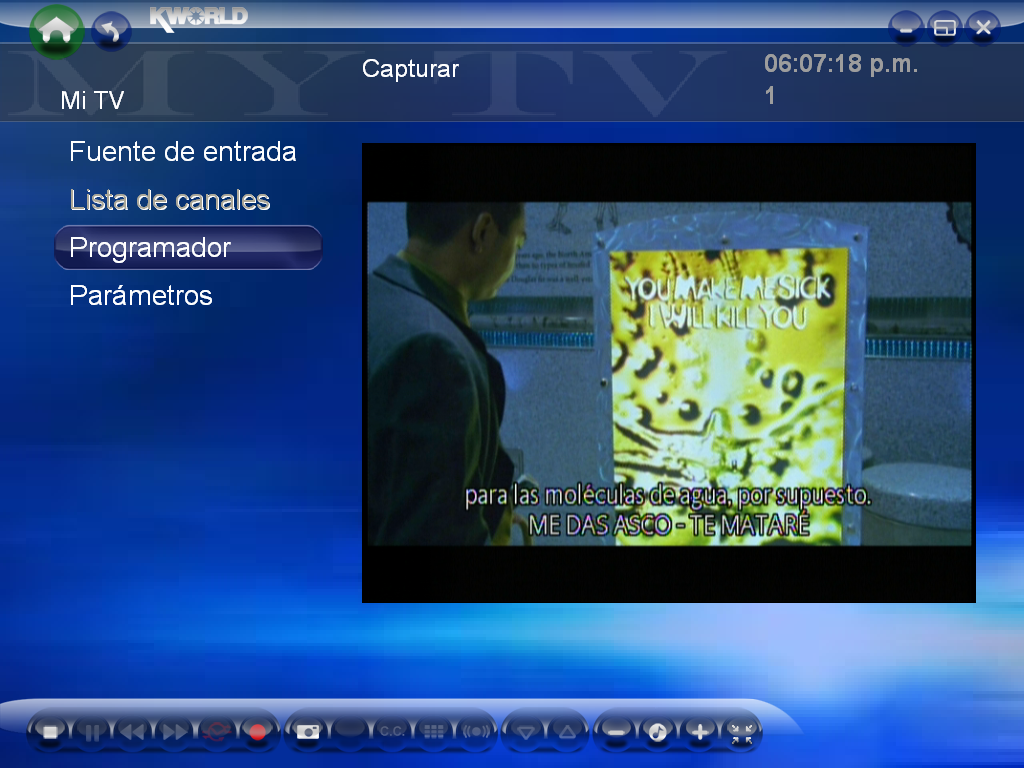 KWORLD
MY TV
Capturar
06:07:18 p.m.
1
Mi TV
Fuente de entrada
Lista de canales
Programador
Parámetros
YOU MAKE ME SICK
I WILL KILL YOU
para las moléculas de agua, por supuesto.
ME DAS ASCO - TE MATARÉ
C.C.